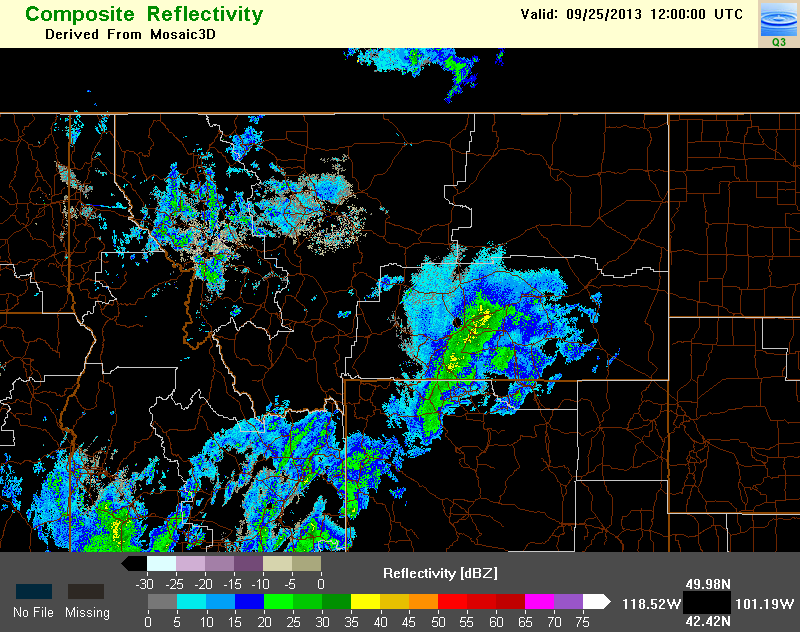 Composite Reflectivity
Derived From Mosaic3D
Valid: 09/25/2013 12:00:00 UTC
Q3
-30 -25 -20 -15 -10 -5 0
Reflectivity [dBZ]
No File Missing
0 5 10 15 20 25 30 35 40 45 50 55 60 65 70 75
49.98N
118.52W 101.19W
42.42N